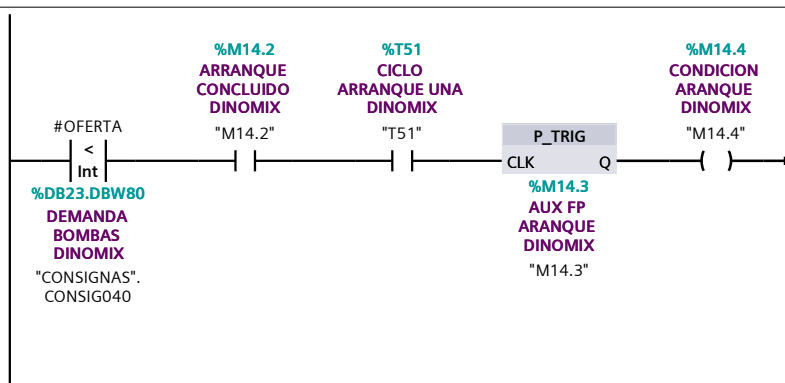 %M14.2
ARRANQUE
CONCLUIDO
DINOMIX
"M14.2"
%T51
CICLO
ARRANQUE UNA
DINOMIX
"T51"
%M14.4
CONDICION
ARANQUE
DINOMIX
"M14.4"
#OFERTA
<
Int
%DB23.DBW80
DEMANDA
BOMBAS
DINOMIX
"CONSIGNAS".
CONSIG040
P_TRIG
CLK Q
%M14.3
AUX FP
ARANQUE
DINOMIX
"M14.3"